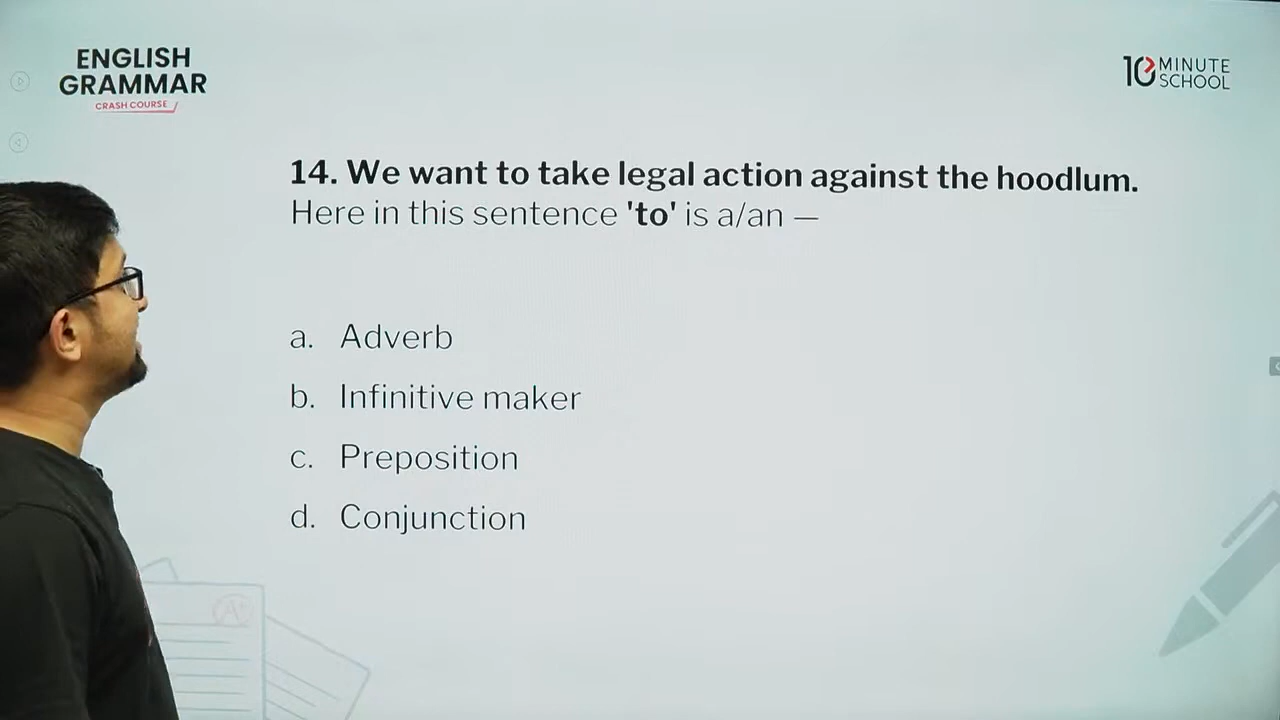 ENGLISH
GRAMMAR
CRASH COURSE
10 MINUTE
SCHOOL
14. We want to take legal action against the hoodlum.
Here in this sentence 'to' is a/an —
a. Adverb
b. Infinitive maker
c. Preposition
d. Conjunction
A+